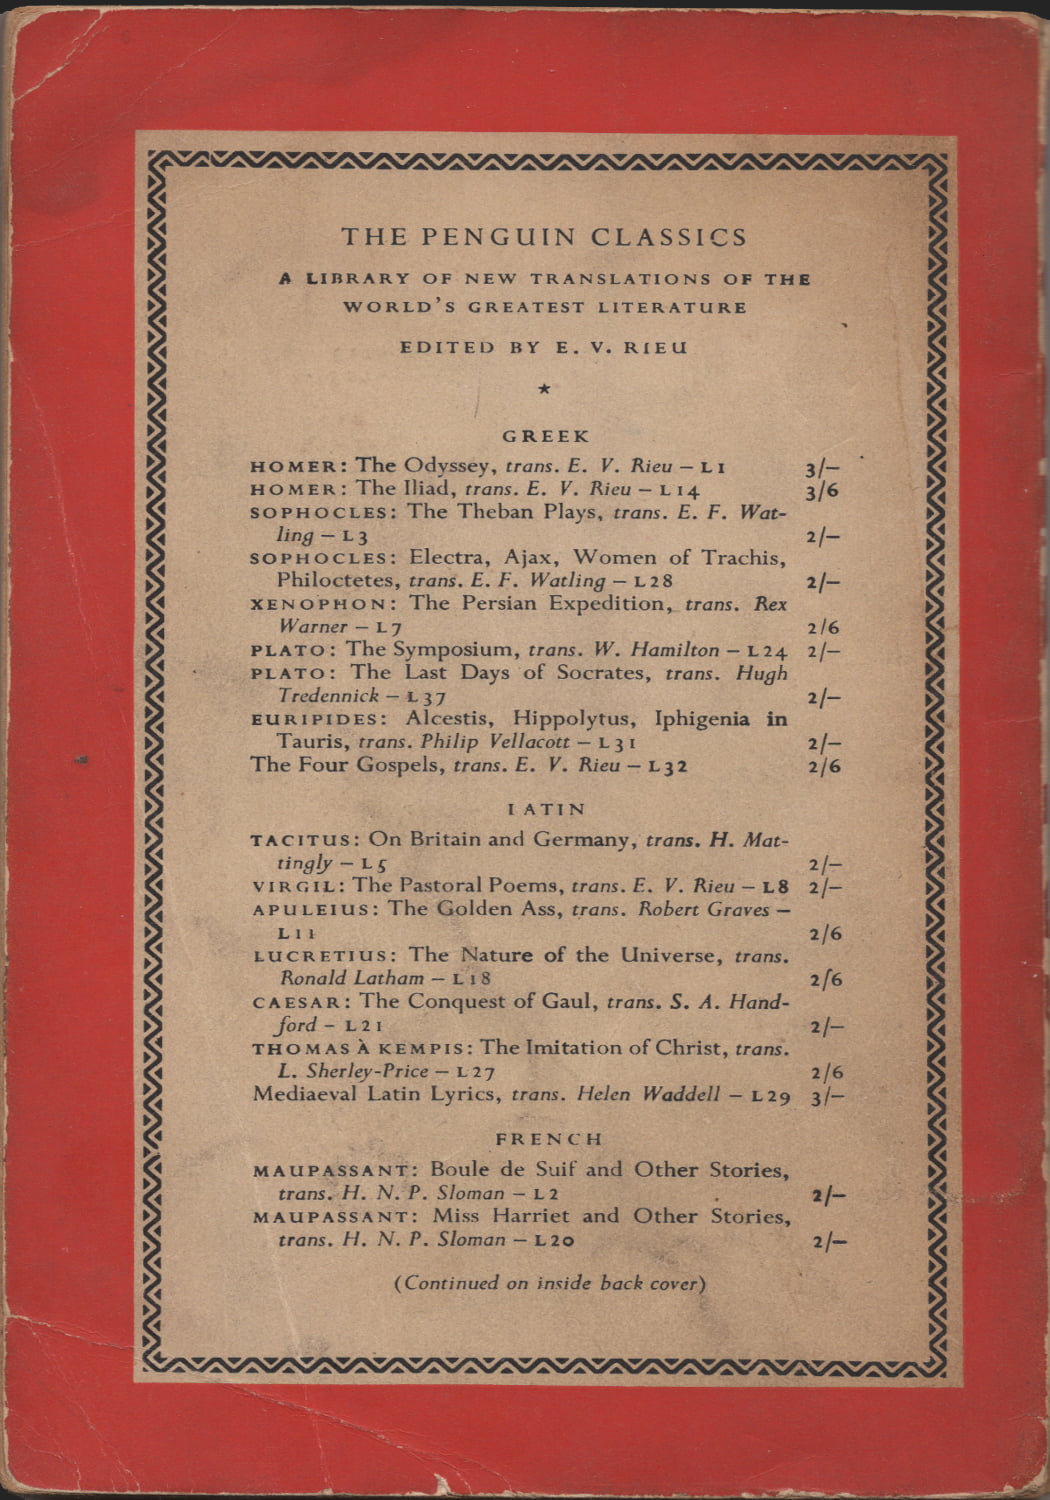 THE PENGUIN CLASSICS
A LIBRARY OF NEW TRANSLATIONS OF THE
WORLD'S GREATEST LITERATURE
EDITED BY E. V. RIEU
★
GREEK
HOMER: The Odyssey, trans. E. V. Rieu – L1 3/–
HOMER: The Iliad, trans. E. V. Rieu – L14 3/6
SOPHOCLES: The Theban Plays, trans. E. F. Wat-
ling – L3 2/–
SOPHOCLES: Electra, Ajax, Women of Trachis,
Philoctetes, trans. E. F. Watling – L28 2/–
XENOPHON: The Persian Expedition, trans. Rex
Warner – L7 2/6
PLATO: The Symposium, trans. W. Hamilton – L24 2/–
PLATO: The Last Days of Socrates, trans. Hugh
Tredennick – L37 2/–
EURIPIDES: Alcestis, Hippolytus, Iphigenia in
Tauris, trans. Philip Vellacott – L31 2/–
The Four Gospels, trans. E. V. Rieu – L32 2/6
LATIN
TACITUS: On Britain and Germany, trans. H. Mat-
tingly – L5 2/–
VIRGIL: The Pastoral Poems, trans. E. V. Rieu – L8 2/–
APULEIUS: The Golden Ass, trans. Robert Graves –
L11 2/6
LUCRETIUS: The Nature of the Universe, trans.
Ronald Latham – L18 2/6
CAESAR: The Conquest of Gaul, trans. S. A. Hand-
ford – L21 2/–
THOMAS À KEMPIS: The Imitation of Christ, trans.
L. Sherley-Price – L27 2/6
Mediaeval Latin Lyrics, trans. Helen Waddell – L29 3/–
FRENCH
MAUPASSANT: Boule de Suif and Other Stories,
trans. H. N. P. Sloman – L2 2/–
MAUPASSANT: Miss Harriet and Other Stories,
trans. H. N. P. Sloman – L20 2/–
(Continued on inside back cover)